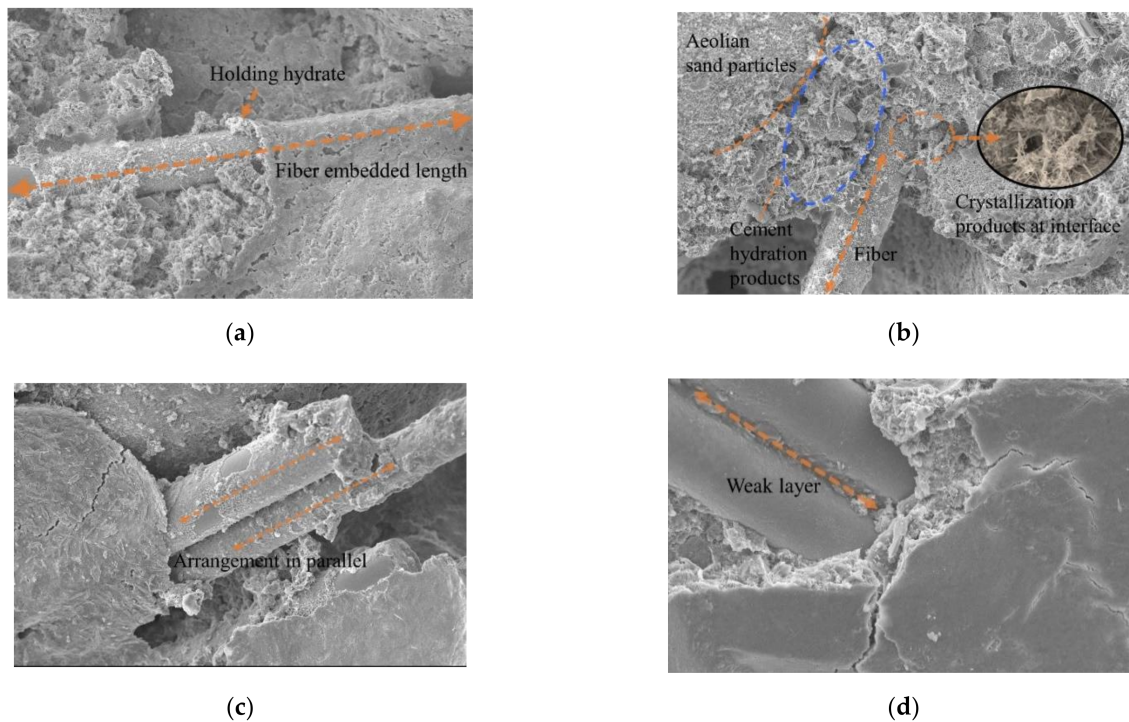 Holding hydrate
Fiber embedded length
(a)
Aeolian
sand particles
Crystallization
products at interface
Cement
hydration
products
Fiber
(b)
Arrangement in parallel
(c)
Weak layer
(d)